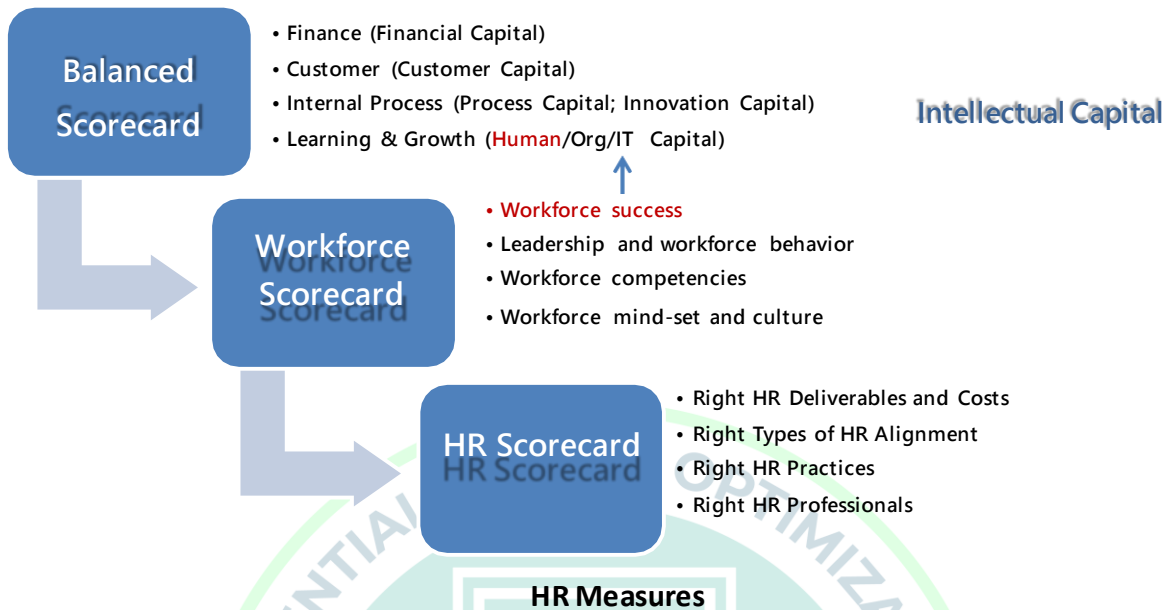 Balanced
Scorecard
• Finance (Financial Capital)
• Customer (Customer Capital)
• Internal Process (Process Capital; Innovation Capital)
• Learning & Growth (Human/Org/IT Capital)
Intellectual Capital
Workforce
Scorecard
• Workforce success
• Leadership and workforce behavior
• Workforce competencies
• Workforce mind-set and culture
HR Scorecard
• Right HR Deliverables and Costs
• Right Types of HR Alignment
• Right HR Practices
• Right HR Professionals
HR Measures